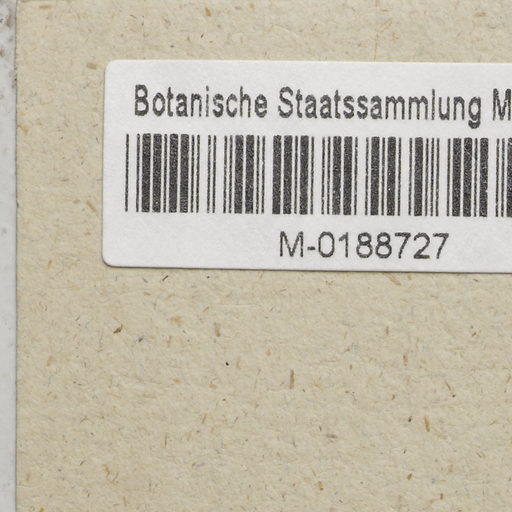 Botanische Staatssammlung M
M-0188727